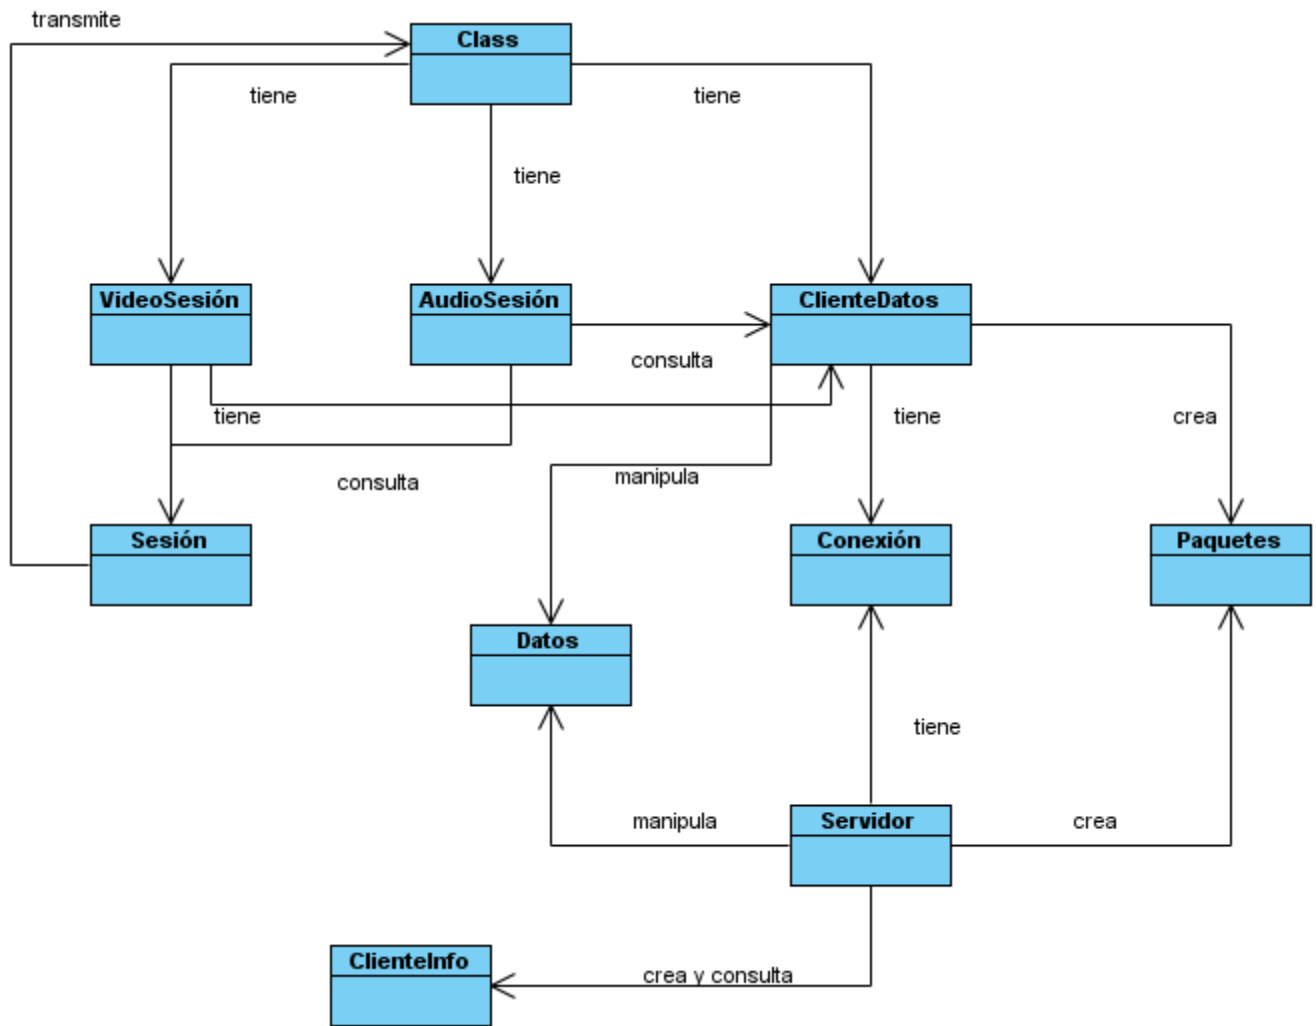 transmite
Class
tiene
tiene
tiene
VideoSesión
AudioSesión
ClienteDatos
consulta
tiene
tiene
crea
consulta
manipula
Sesión
Conexión
Paquetes
Datos
tiene
manipula
Servidor
crea
ClienteInfo
crea y consulta